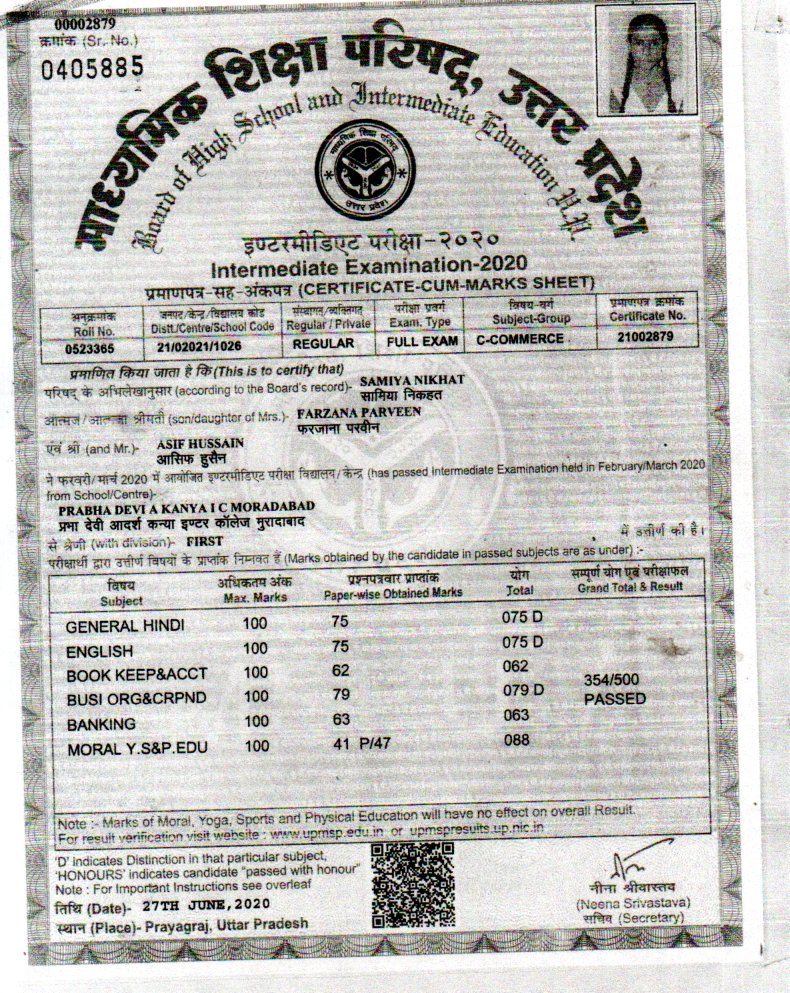 00002879
क्रमांक (Sr. No.)
0405885
माध्यमिक शिक्षा परिषद्, उत्तर प्रदेश
Board of High School and Intermediate Education U.P.
माध्यमिक शिक्षा परिषद
उत्तर प्रदेश
इण्टरमीडिएट परीक्षा-२०२०
Intermediate Examination-2020
प्रमाणपत्र-सह-अंकपत्र (CERTIFICATE-CUM-MARKS SHEET)
अनुक्रमांक जनपद/केन्द्र/विद्यालय कोड संस्थागत/व्यक्तिगत परीक्षा प्रवर्ग विषय-वर्ग प्रमाणपत्र क्रमांक
Roll No. Distt./Centre/School Code Regular / Private Exam. Type Subject-Group Certificate No.
0523365 21/02021/1026 REGULAR FULL EXAM C-COMMERCE 21002879
प्रमाणित किया जाता है कि (This is to certify that)
परिषद् के अभिलेखानुसार (according to the Board's record)- SAMIYA NIKHAT
सामिया निकहत
आत्मज/आत्मजा श्रीमती (son/daughter of Mrs.)- FARZANA PARVEEN
फरजाना परवीन
एवं श्री (and Mr.)- ASIF HUSSAIN
आसिफ हुसैन
ने फरवरी/मार्च 2020 में आयोजित इण्टरमीडिएट परीक्षा विद्यालय/केन्द्र (has passed Intermediate Examination held in February/March 2020
from School/Centre)-
PRABHA DEVI A KANYA I C MORADABAD
प्रभा देवी आदर्श कन्या इण्टर कॉलेज मुरादाबाद
से श्रेणी (with division)- FIRST में उत्तीर्ण की है।
परीक्षार्थी द्वारा उत्तीर्ण विषयों के प्राप्तांक निम्नवत हैं (Marks obtained by the candidate in passed subjects are as under) :-
विषय अधिकतम अंक प्रश्नपत्रवार प्राप्तांक योग सम्पूर्ण योग एवं परीक्षाफल
Subject Max. Marks Paper-wise Obtained Marks Total Grand Total & Result
GENERAL HINDI 100 75 075 D
ENGLISH 100 75 075 D
BOOK KEEP&ACCT 100 62 062
354/500
BUSI ORG&CRPND 100 79 079 D PASSED
BANKING 100 63 063
MORAL Y.S&P.EDU 100 41 P/47 088
Note :- Marks of Moral, Yoga, Sports and Physical Education will have no effect on overall Result.
For result verification visit website : www.upmsp.edu.in or upmspresults.up.nic.in
'D' indicates Distinction in that particular subject,
'HONOURS' indicates candidate "passed with honour"
Note : For Important Instructions see overleaf
तिथि (Date)- 27TH JUNE,2020
स्थान (Place)- Prayagraj, Uttar Pradesh
नीना श्रीवास्तव
(Neena Srivastava)
सचिव (Secretary)